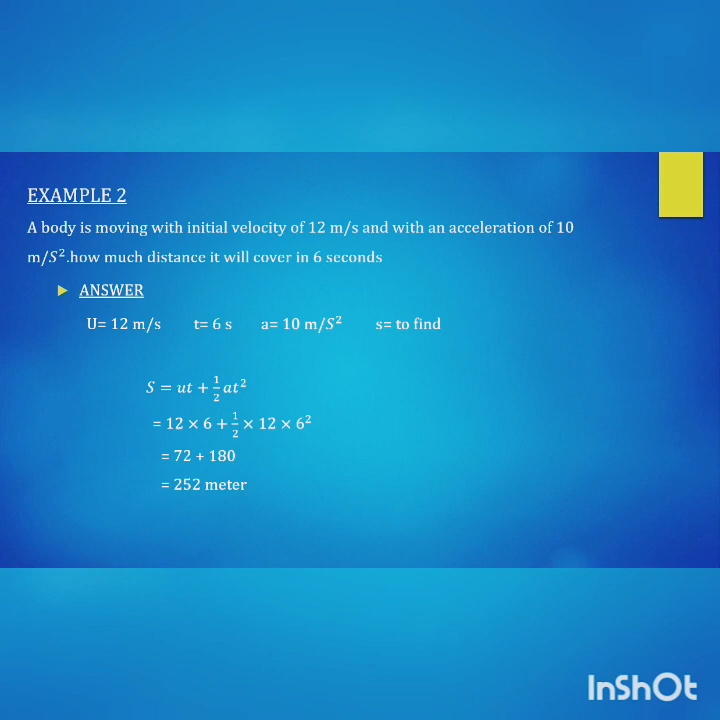 EXAMPLE 2
A body is moving with initial velocity of 12 m/s and with an acceleration of 10
m/S².how much distance it will cover in 6 seconds
ANSWER
U= 12 m/s t= 6 s a= 10 m/S² s= to find
S = ut + 1/2 at²
= 12 × 6 + 1/2 × 12 × 6²
= 72 + 180
= 252 meter
InShOt